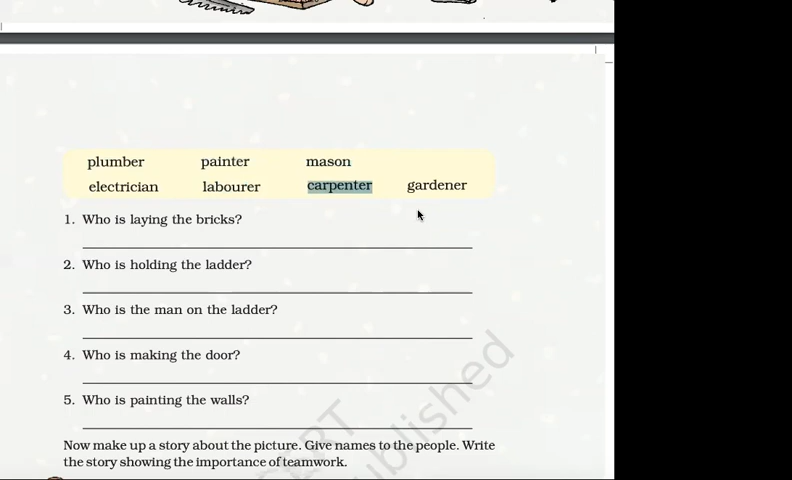 plumber painter mason
electrician labourer carpenter gardener
1. Who is laying the bricks?
2. Who is holding the ladder?
3. Who is the man on the ladder?
4. Who is making the door?
5. Who is painting the walls?
Now make up a story about the picture. Give names to the people. Write
the story showing the importance of teamwork.